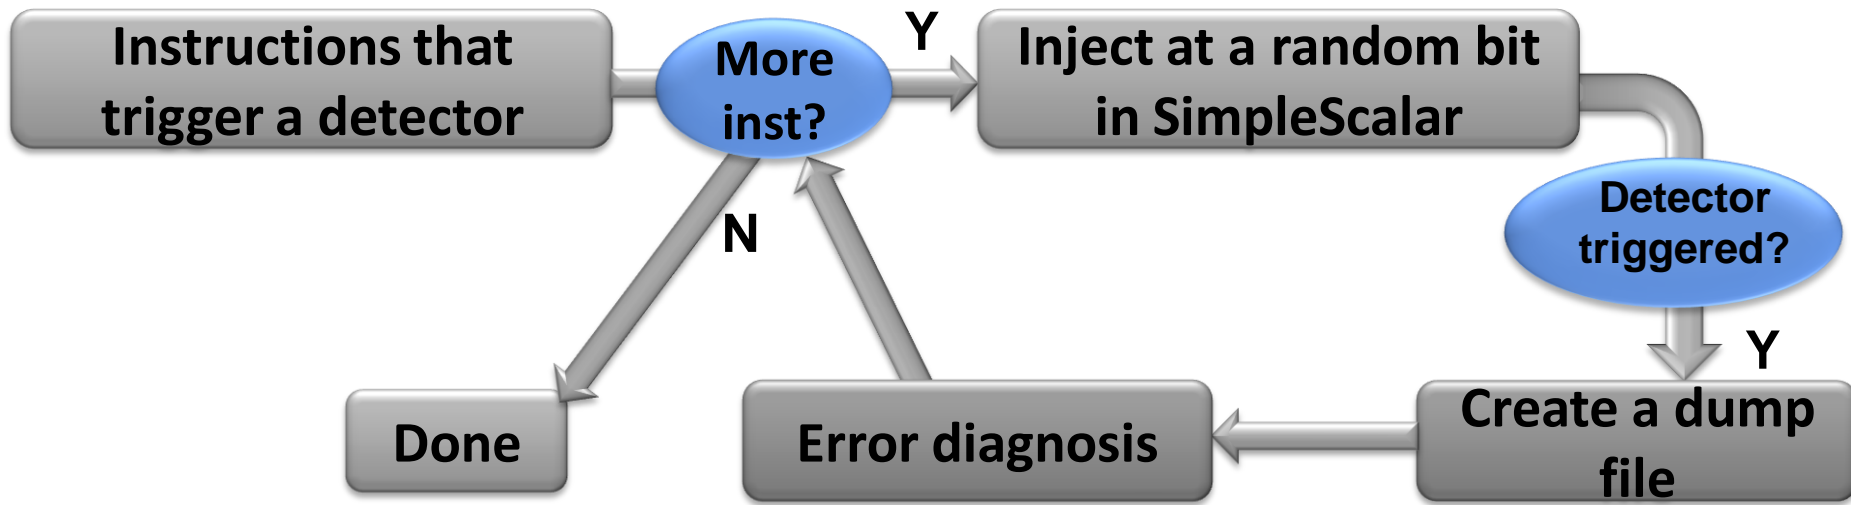 Instructions that
trigger a detector
More
inst?
Y
Inject at a random bit
in SimpleScalar
Detector
triggered?
Y
N
Done
Error diagnosis
Create a dump
file